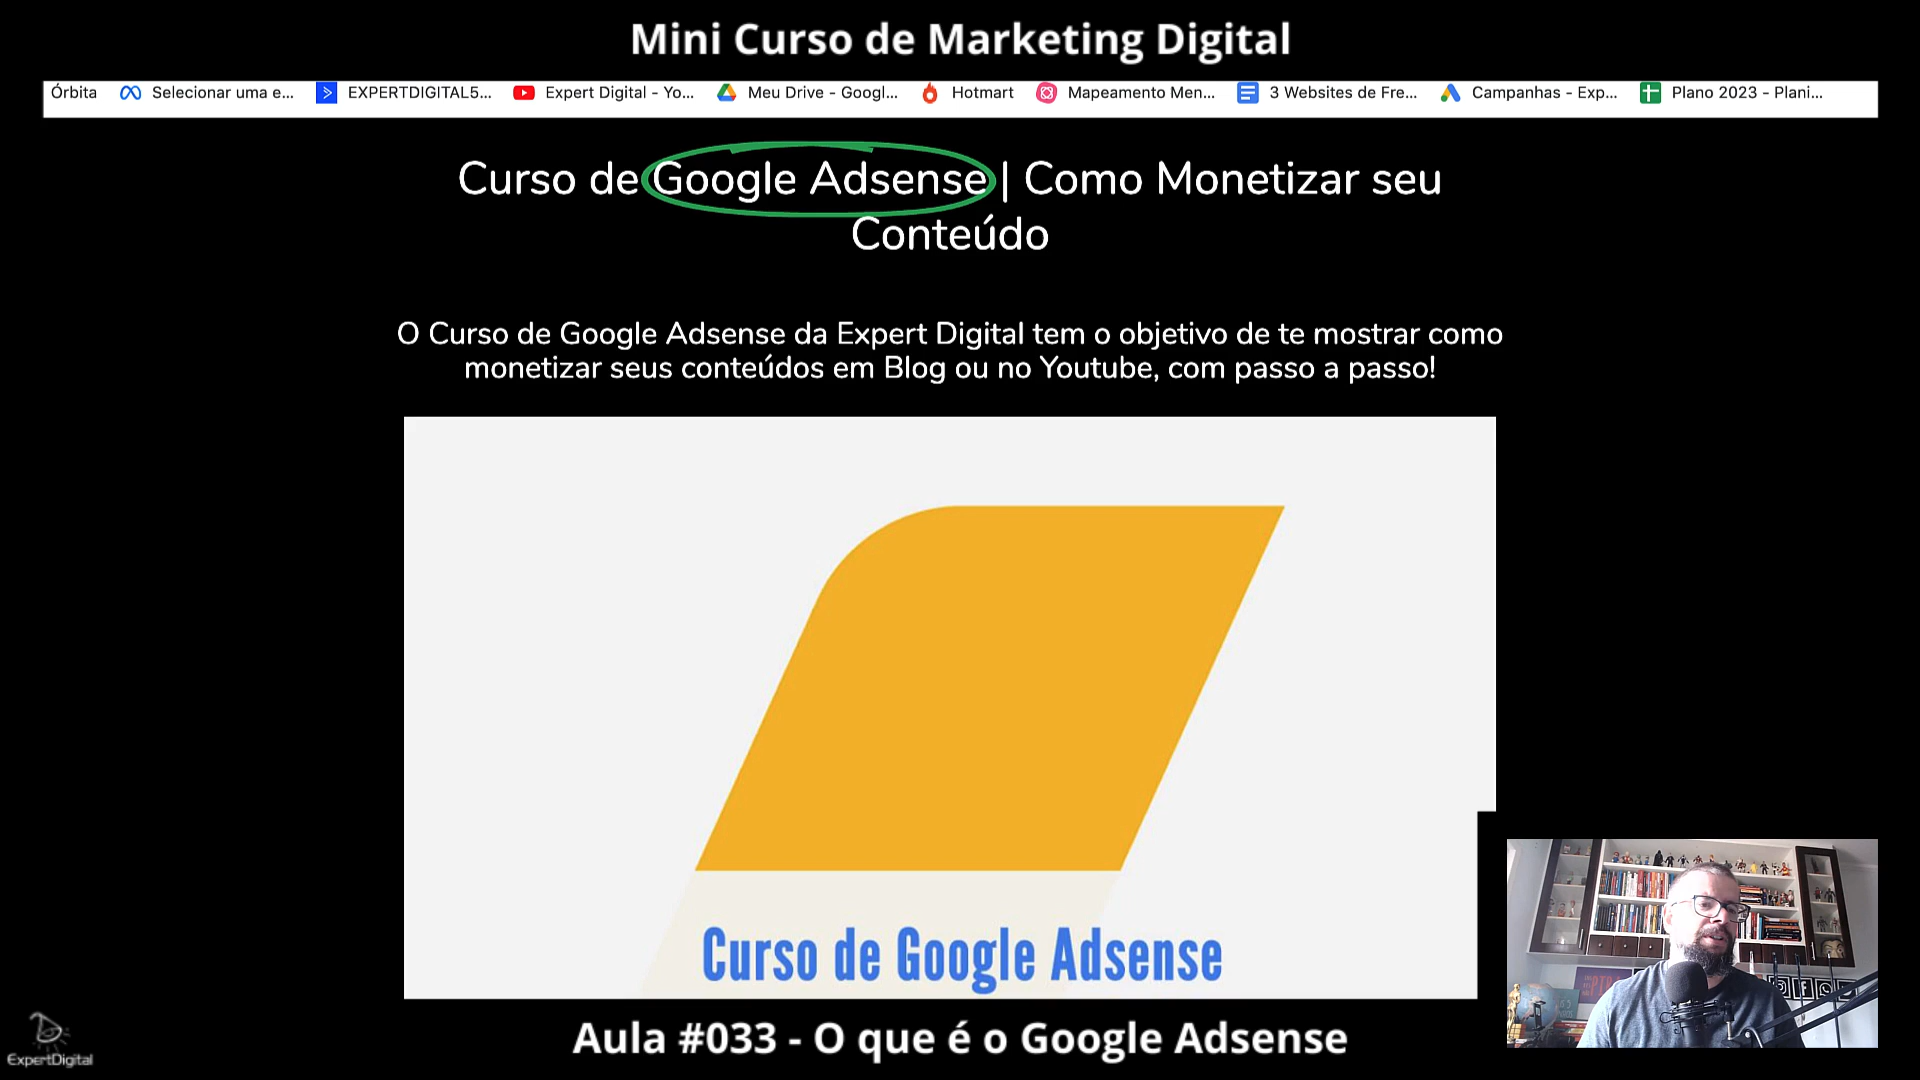 Mini Curso de Marketing Digital
Órbita Selecionar uma e... EXPERTDIGITAL5... Expert Digital - Yo... Meu Drive - Googl... Hotmart Mapeamento Men... 3 Websites de Fre... Campanhas - Exp... Plano 2023 - Plani...
Curso de Google Adsense | Como Monetizar seu
Conteúdo
O Curso de Google Adsense da Expert Digital tem o objetivo de te mostrar como
monetizar seus conteúdos em Blog ou no Youtube, com passo a passo!
Curso de Google Adsense
Aula #033 - O que é o Google Adsense
ExpertDigital